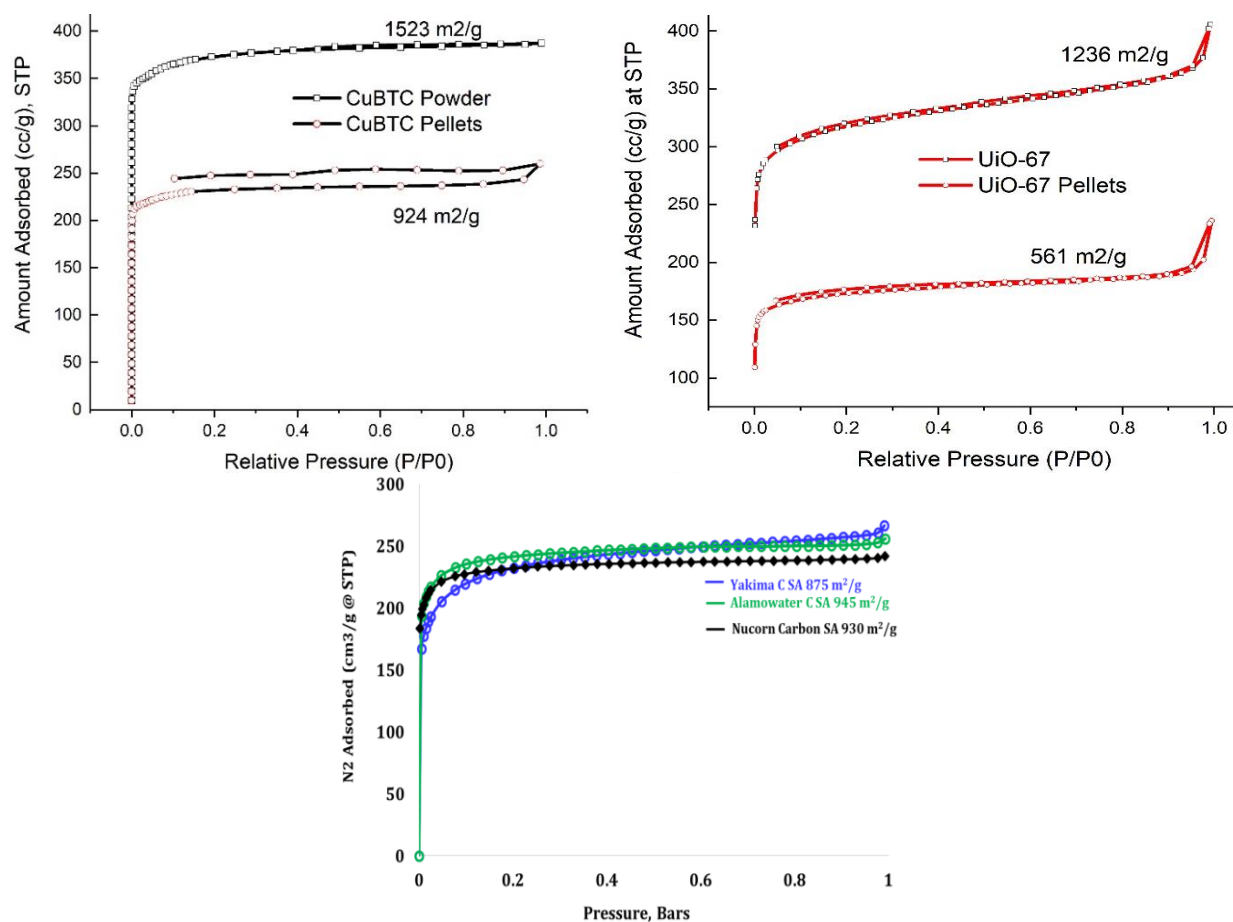 400
350
300
250
200
150
100
50
0
Amount Adsorbed (cc/g), STP
1523 m2/g
CuBTC Powder
CuBTC Pellets
924 m2/g
0.0 0.2 0.4 0.6 0.8 1.0
Relative Pressure (P/P0)
400
350
300
250
200
150
100
Amount Adsorbed (cc/g) at STP
1236 m2/g
UiO-67
UiO-67 Pellets
561 m2/g
0.0 0.2 0.4 0.6 0.8 1.0
Relative Pressure (P/P0)
300
250
200
150
100
50
0
N2 Adsorbed (cm3/g @ STP)
Yakima C SA 875 m²/g
Alamowater C SA 945 m²/g
Nucorn Carbon SA 930 m²/g
0 0.2 0.4 0.6 0.8 1
Pressure, Bars